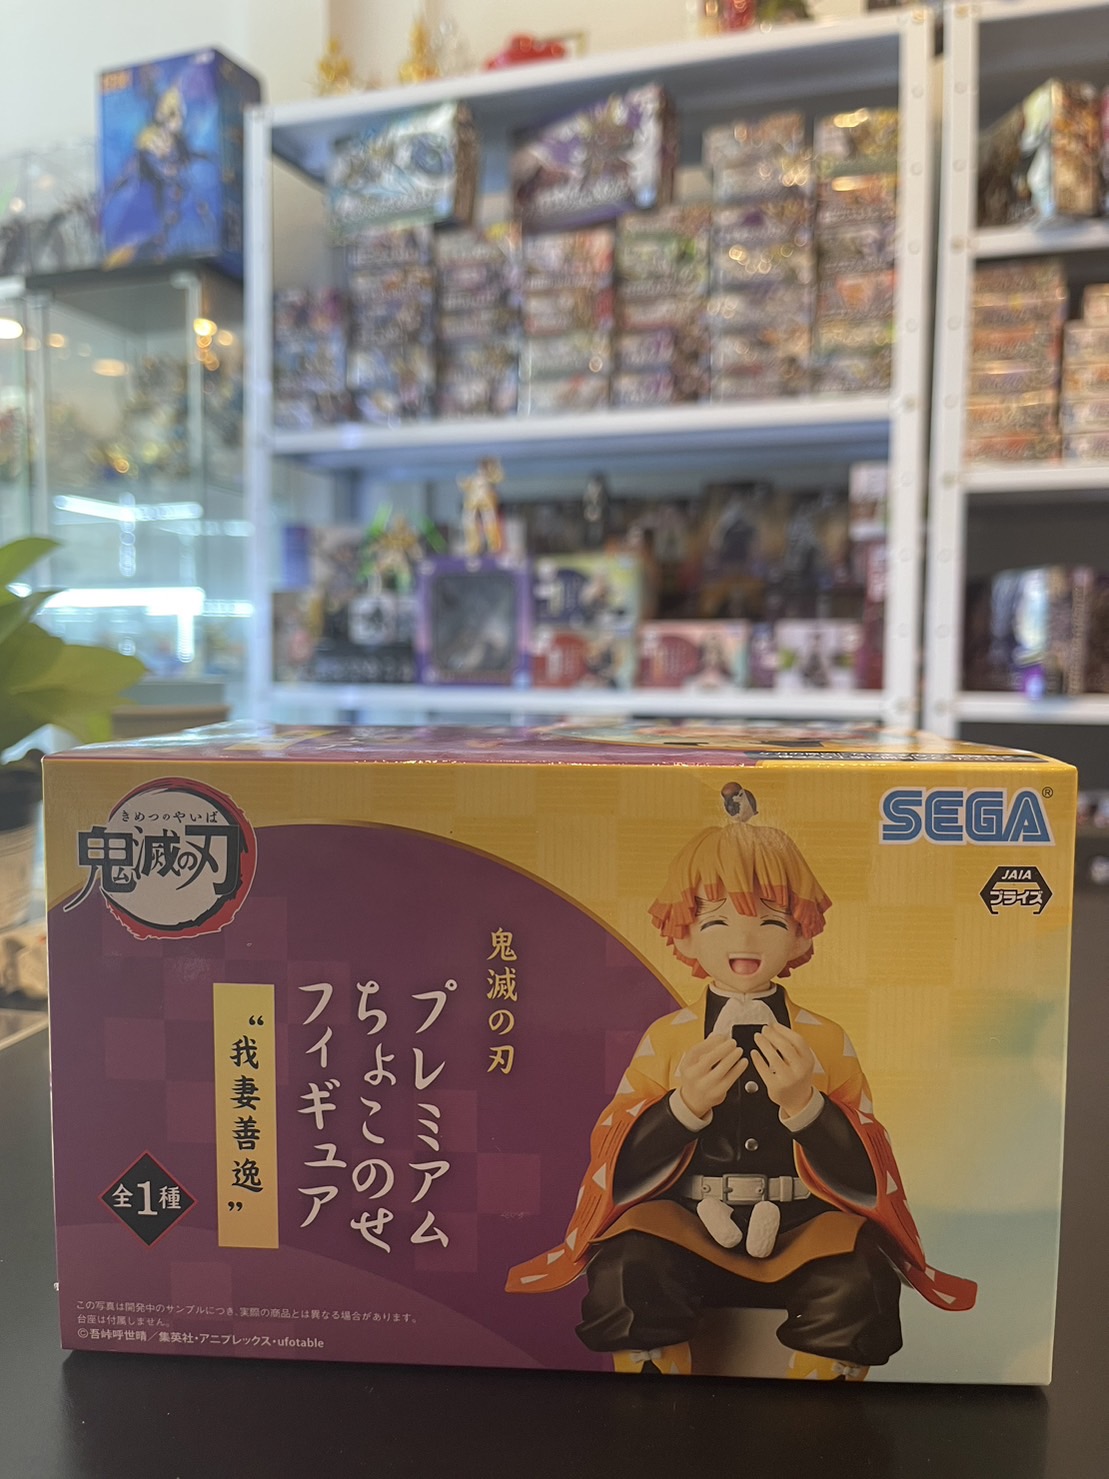 きめつのやいば
鬼滅の刃
SEGA®
JAIA
プライズ
鬼滅の刃
プレミアム
ちょこのせ
フィギュア
“我妻善逸”
全1種
この写真は開発中のサンプルにつき、実際の商品とは異なる場合があります。
台座は付属しません。
©吾峠呼世晴／集英社・アニプレックス・ufotable